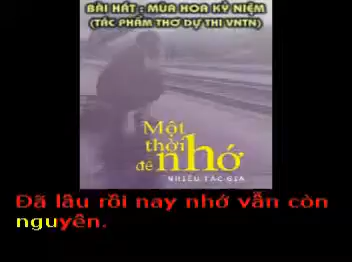 BÀI HÁT : MÙA HOA KỶ NIỆM
(TÁC PHẨM THƠ DỰ THI VNTN)
Một
thời
để nhớ
NHIỀU TÁC GIẢ
Đã lâu rồi nay nhớ vẫn còn
nguyên.